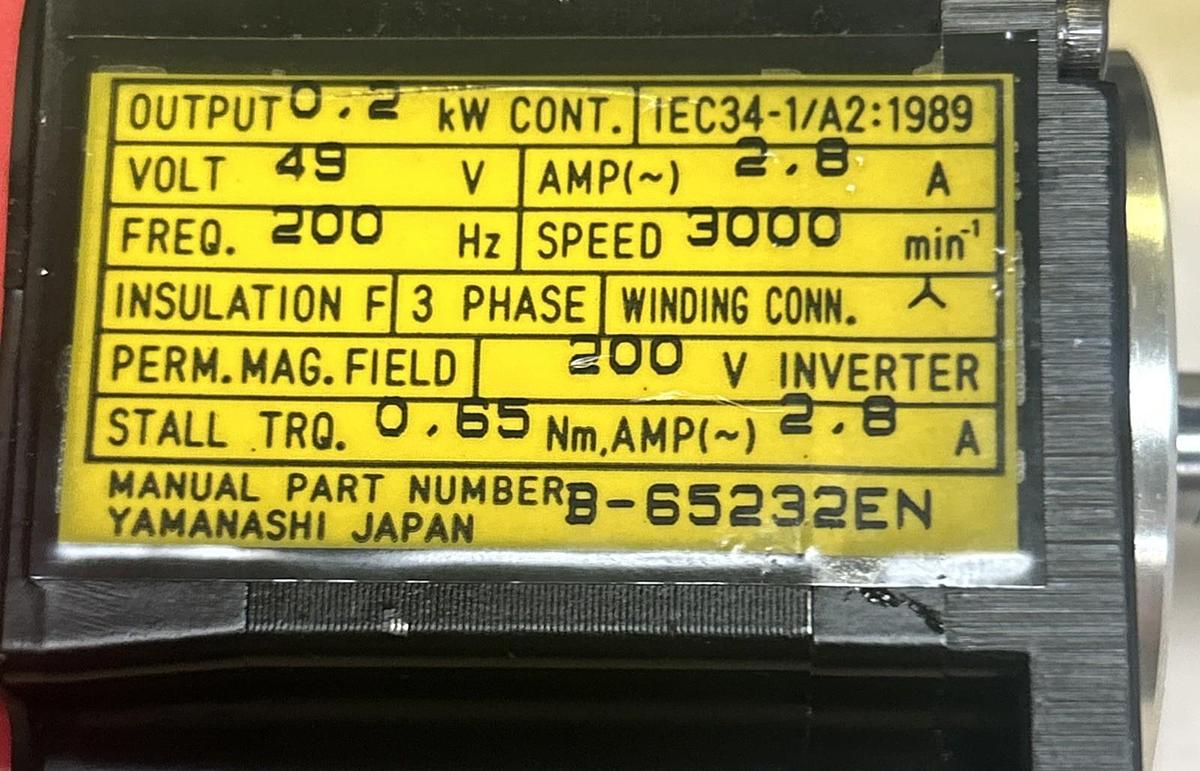 OUTPUT 0.2 kW CONT. IEC34-1/A2:1989
VOLT 49 V AMP(~) 2.8 A
FREQ. 200 Hz SPEED 3000 min⁻¹
INSULATION F 3 PHASE WINDING CONN. 人
PERM.MAG.FIELD 200 V INVERTER
STALL TRQ. 0.65 Nm,AMP(~) 2.8 A
MANUAL PART NUMBER B-65232EN
YAMANASHI JAPAN